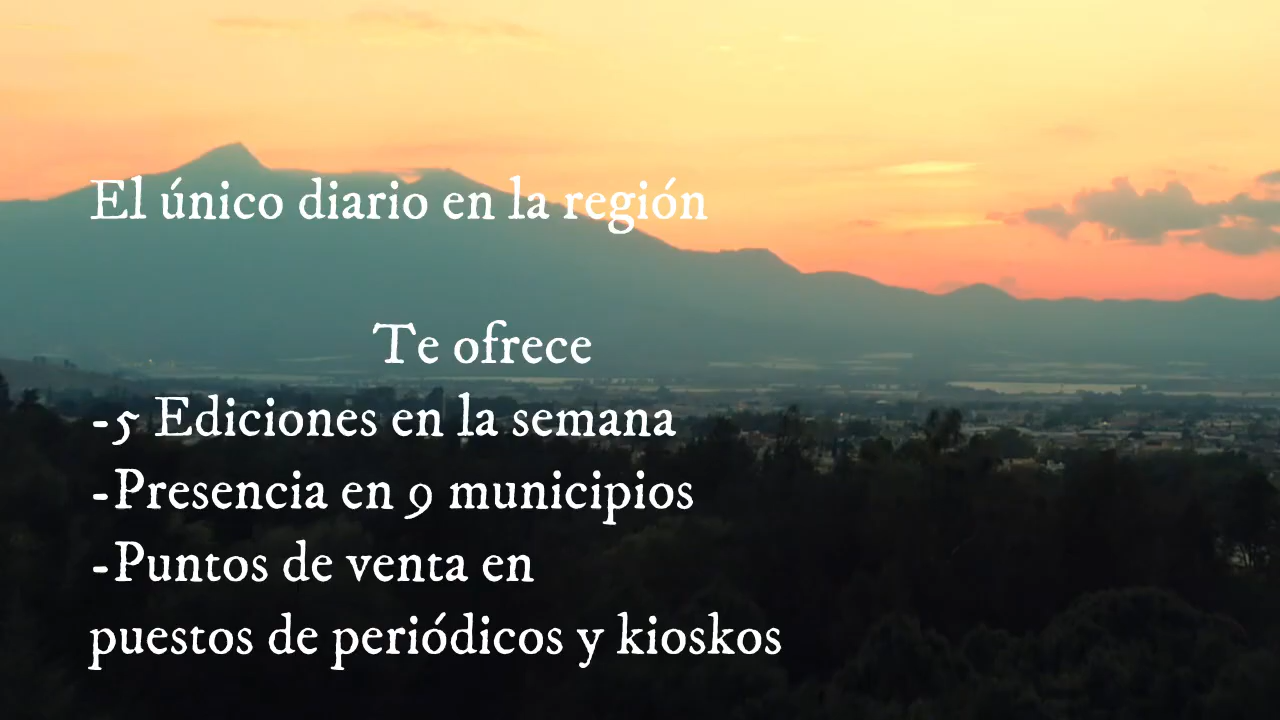 El único diario en la región
Te ofrece
-5 Ediciones en la semana
-Presencia en 9 municipios
-Puntos de venta en
puestos de periódicos y kioskos